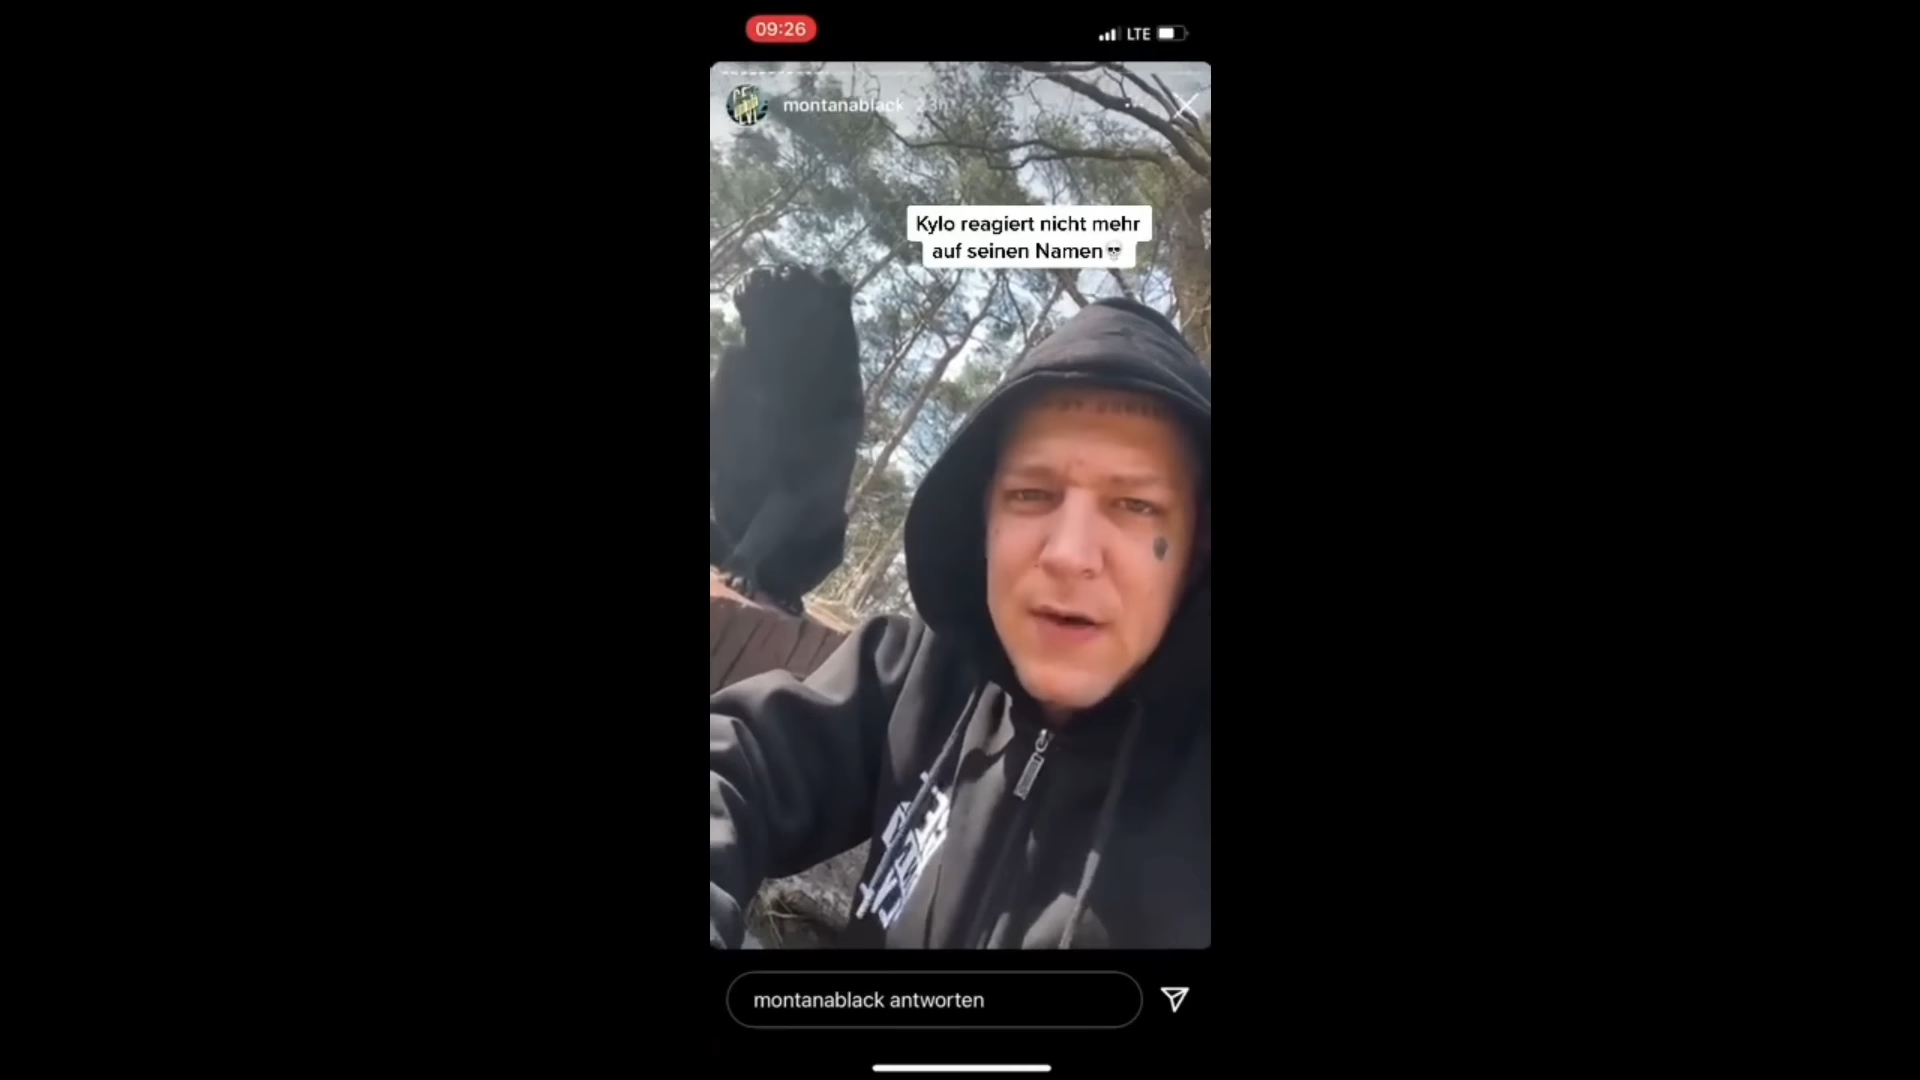 09:26
LTE
montanablack
Kylo reagiert nicht mehr
auf seinen Namen💀
montanablack antworten